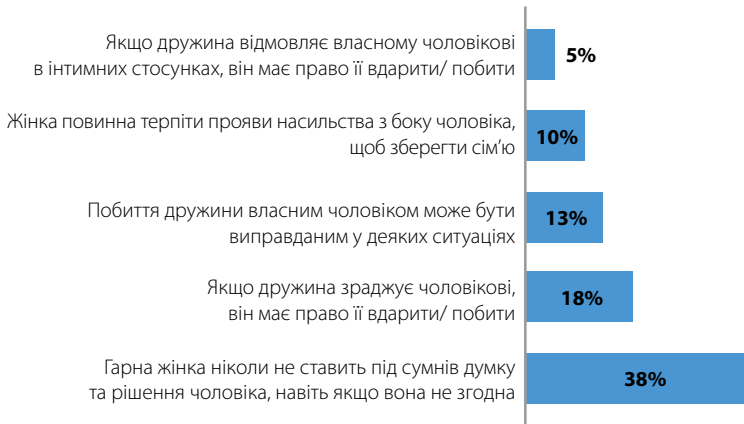 Якщо дружина відмовляє власному чоловікові
в інтимних стосунках, він має право її вдарити/ побити
5%
Жінка повинна терпіти прояви насильства з боку чоловіка,
щоб зберегти сім'ю
10%
Побиття дружини власним чоловіком може бути
виправданим у деяких ситуаціях
13%
Якщо дружина зраджує чоловікові,
він має право її вдарити/ побити
18%
Гарна жінка ніколи не ставить під сумнів думку
та рішення чоловіка, навіть якщо вона не згодна
38%